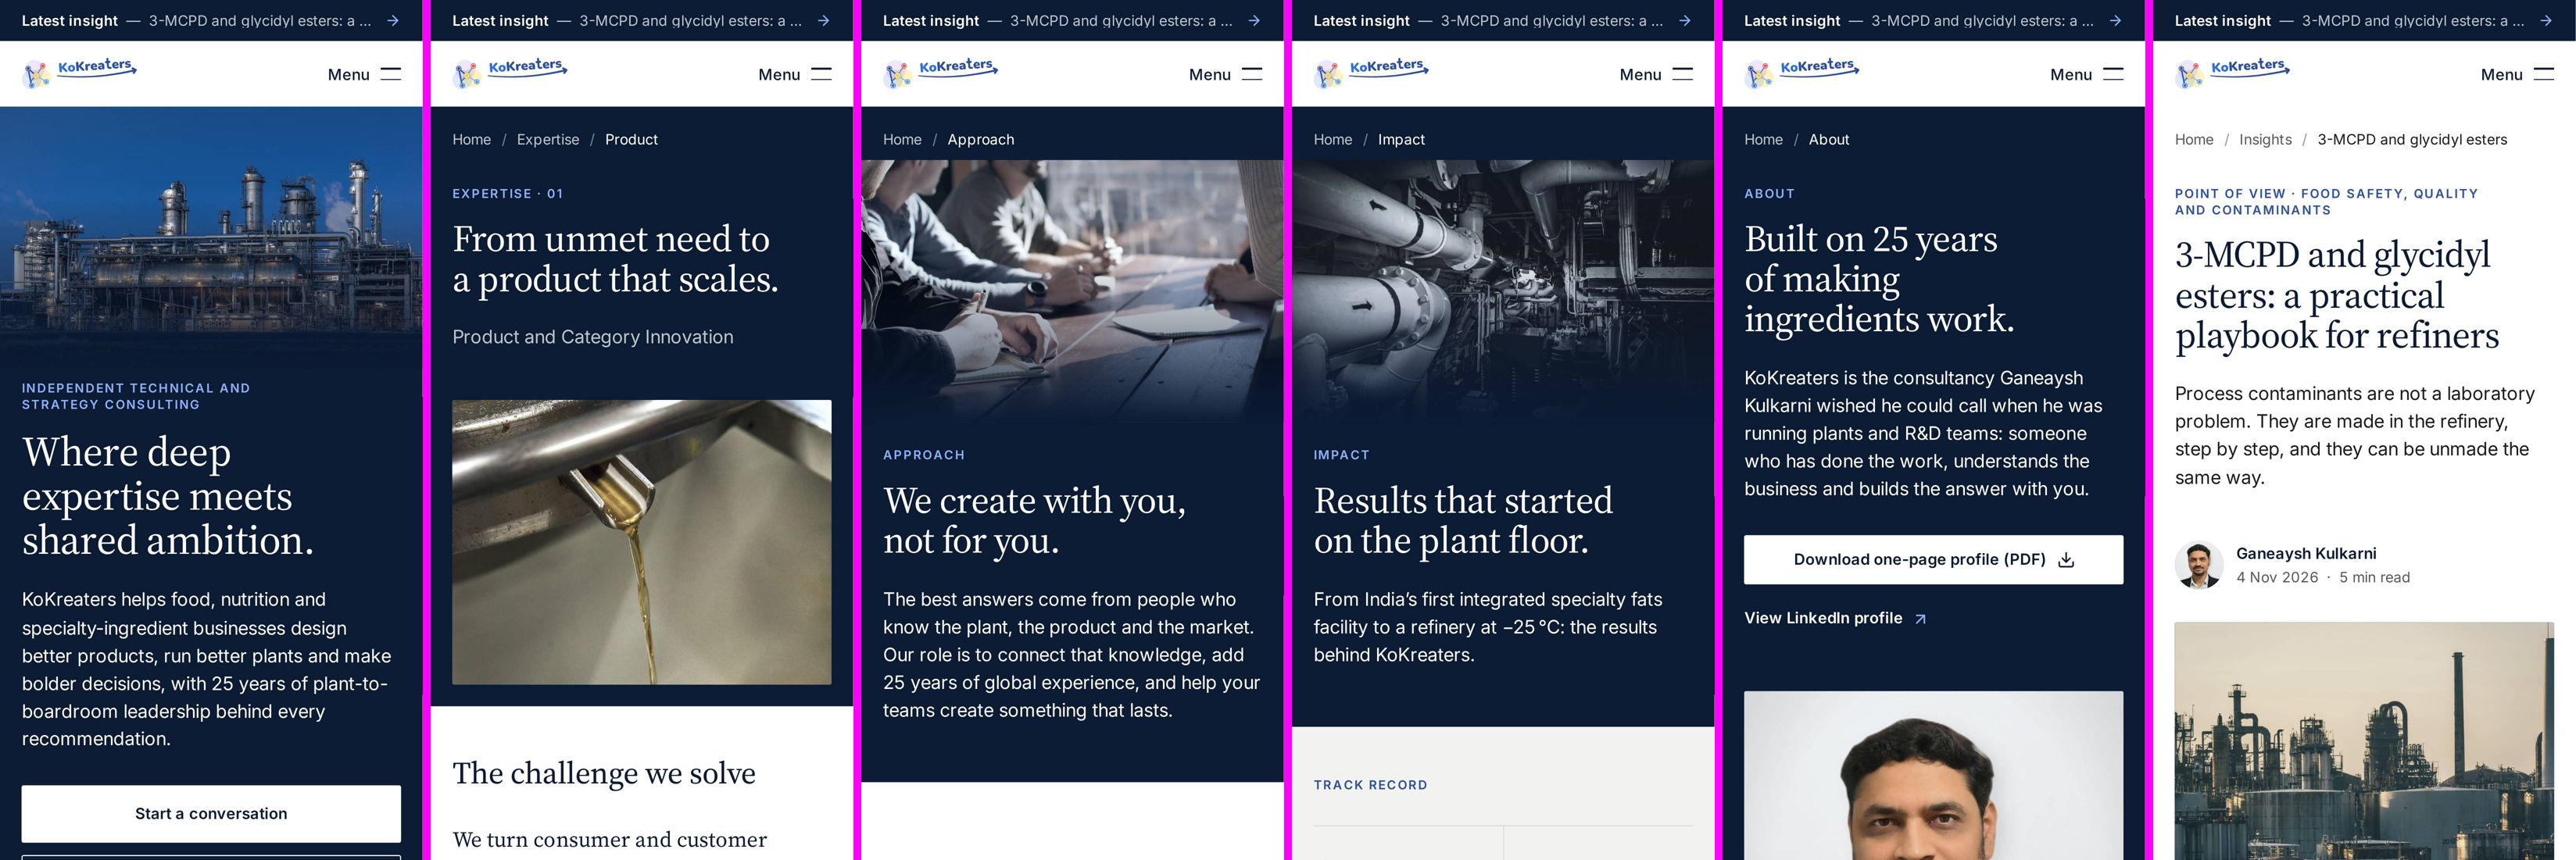 Latest insight — 3-MCPD and glycidyl esters: a ...
KoKreaters
Menu
INDEPENDENT TECHNICAL AND
STRATEGY CONSULTING
Where deep
expertise meets
shared ambition.
KoKreaters helps food, nutrition and
specialty-ingredient businesses design
better products, run better plants and make
bolder decisions, with 25 years of plant-to-
boardroom leadership behind every
recommendation.
Start a conversation
Latest insight — 3-MCPD and glycidyl esters: a ...
KoKreaters
Menu
Home / Expertise / Product
EXPERTISE · 01
From unmet need to
a product that scales.
Product and Category Innovation
The challenge we solve
We turn consumer and customer
Latest insight — 3-MCPD and glycidyl esters: a ...
KoKreaters
Menu
Home / Approach
APPROACH
We create with you,
not for you.
The best answers come from people who
know the plant, the product and the market.
Our role is to connect that knowledge, add
25 years of global experience, and help your
teams create something that lasts.
Latest insight — 3-MCPD and glycidyl esters: a ...
KoKreaters
Menu
Home / Impact
IMPACT
Results that started
on the plant floor.
From India’s first integrated specialty fats
facility to a refinery at −25 °C: the results
behind KoKreaters.
TRACK RECORD
Latest insight — 3-MCPD and glycidyl esters: a ...
KoKreaters
Menu
Home / About
ABOUT
Built on 25 years
of making
ingredients work.
KoKreaters is the consultancy Ganeaysh
Kulkarni wished he could call when he was
running plants and R&D teams: someone
who has done the work, understands the
business and builds the answer with you.
Download one-page profile (PDF)
View LinkedIn profile
Latest insight — 3-MCPD and glycidyl esters: a ...
KoKreaters
Menu
Home / Insights / 3-MCPD and glycidyl esters
POINT OF VIEW · FOOD SAFETY, QUALITY
AND CONTAMINANTS
3-MCPD and glycidyl
esters: a practical
playbook for refiners
Process contaminants are not a laboratory
problem. They are made in the refinery,
step by step, and they can be unmade the
same way.
Ganeaysh Kulkarni
4 Nov 2026 · 5 min read